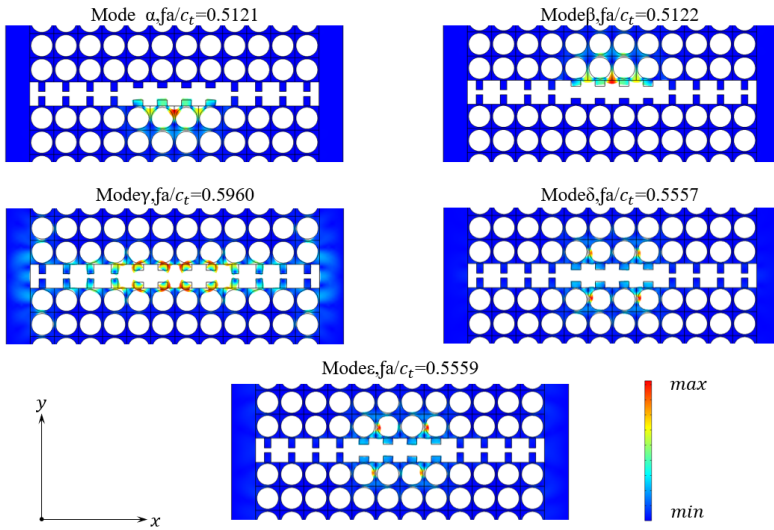 Mode α,fa/c_t=0.5121
Modeβ,fa/c_t=0.5122
Modeγ,fa/c_t=0.5960
Modeδ,fa/c_t=0.5557
Modeε,fa/c_t=0.5559
y
x
max
min